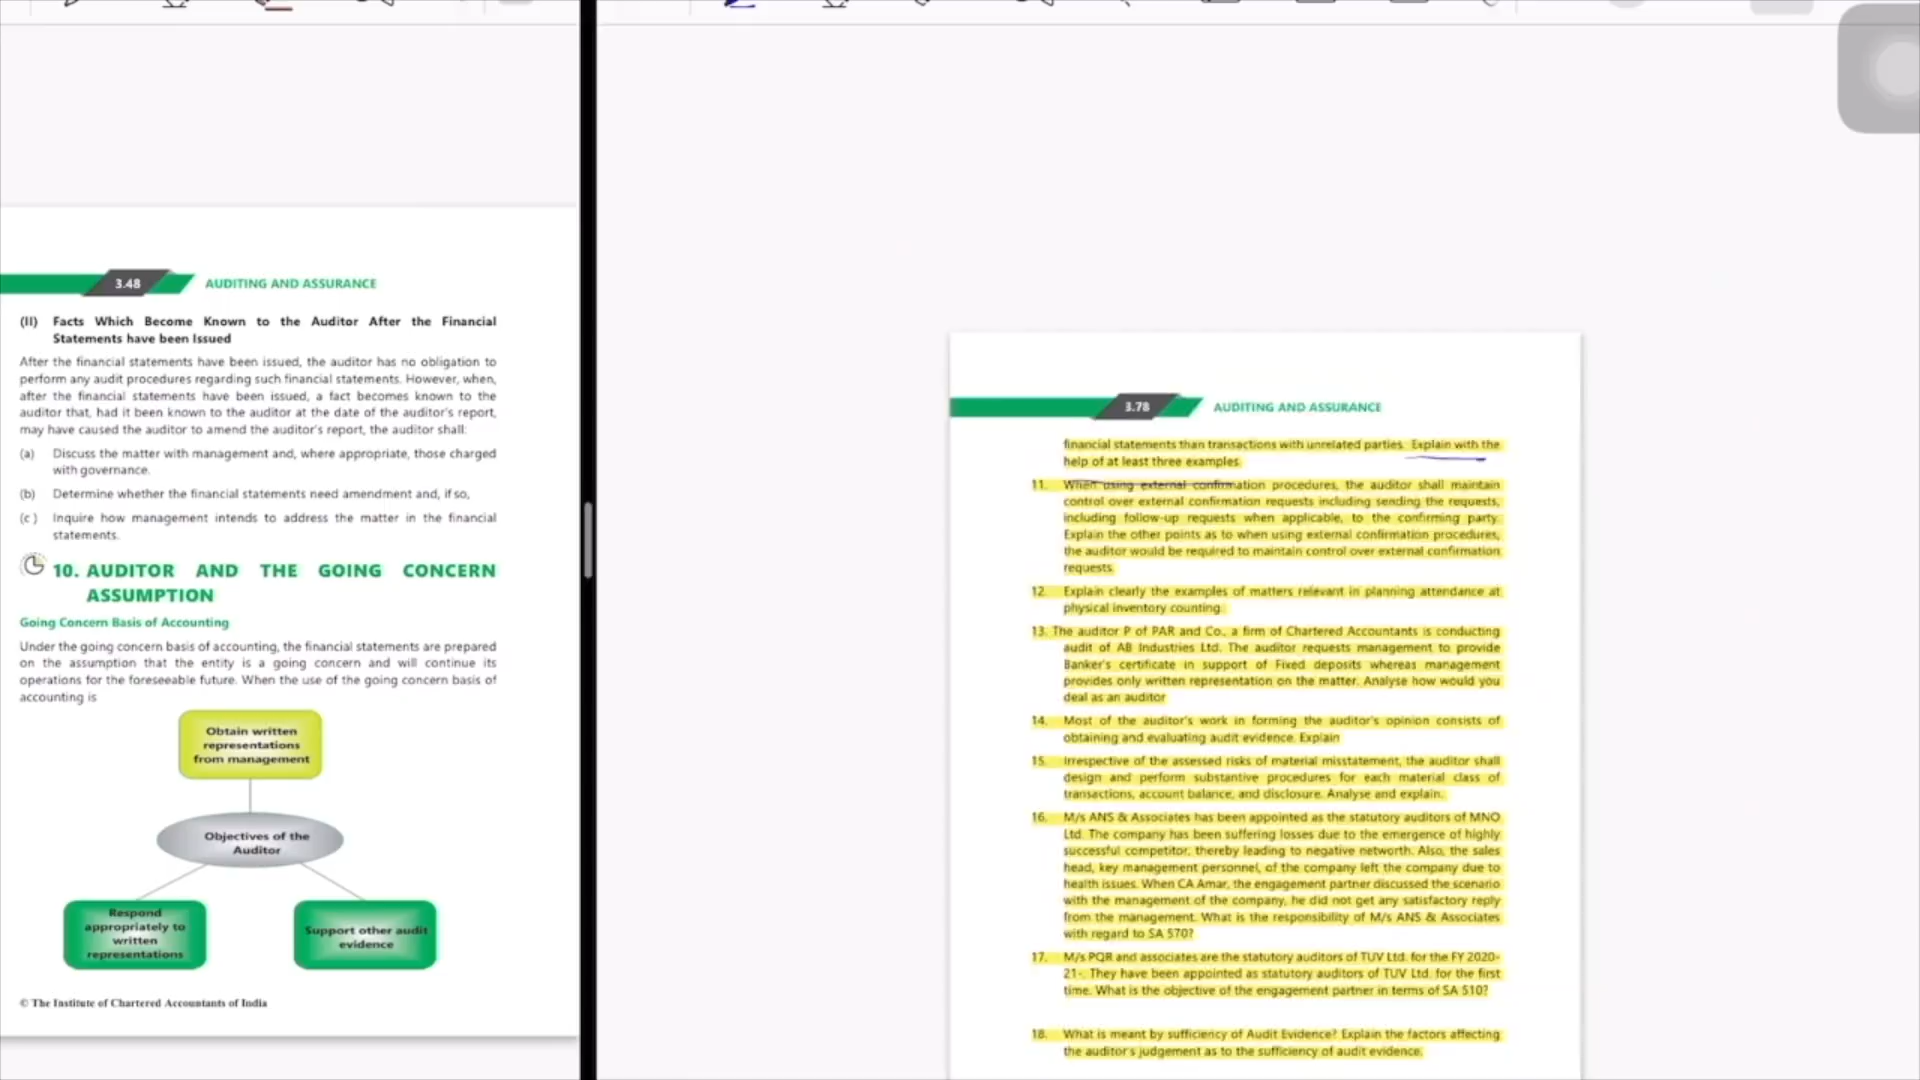 3.48 AUDITING AND ASSURANCE
(II) Facts Which Become Known to the Auditor After the Financial
Statements have been Issued
After the financial statements have been issued, the auditor has no obligation to
perform any audit procedures regarding such financial statements. However, when,
after the financial statements have been issued, a fact becomes known to the
auditor that, had it been known to the auditor at the date of the auditor's report,
may have caused the auditor to amend the auditor's report, the auditor shall:
(a) Discuss the matter with management and, where appropriate, those charged
with governance.
(b) Determine whether the financial statements need amendment and, if so,
(c ) Inquire how management intends to address the matter in the financial
statements.
10. AUDITOR AND THE GOING CONCERN
ASSUMPTION
Going Concern Basis of Accounting
Under the going concern basis of accounting, the financial statements are prepared
on the assumption that the entity is a going concern and will continue its
operations for the foreseeable future. When the use of the going concern basis of
accounting is
Obtain written
representations
from management
Objectives of the
Auditor
Respond
appropriately to
written
representations
Support other audit
evidence
© The Institute of Chartered Accountants of India
3.78 AUDITING AND ASSURANCE
financial statements than transactions with unrelated parties. Explain with the
help of at least three examples.
11. When using external confirmation procedures, the auditor shall maintain
control over external confirmation requests including sending the requests,
including follow-up requests when applicable, to the confirming party.
Explain the other points as to when using external confirmation procedures,
the auditor would be required to maintain control over external confirmation
requests.
12. Explain clearly the examples of matters relevant in planning attendance at
physical inventory counting.
13. The auditor P of PAR and Co., a firm of Chartered Accountants is conducting
audit of AB Industries Ltd. The auditor requests management to provide
Banker's certificate in support of Fixed deposits whereas management
provides only written representation on the matter. Analyse how would you
deal as an auditor
14. Most of the auditor's work in forming the auditor's opinion consists of
obtaining and evaluating audit evidence. Explain
15. Irrespective of the assessed risks of material misstatement, the auditor shall
design and perform substantive procedures for each material class of
transactions, account balance, and disclosure. Analyse and explain.
16. M/s ANS & Associates has been appointed as the statutory auditors of MNO
Ltd. The company has been suffering losses due to the emergence of highly
successful competitor, thereby leading to negative networth. Also, the sales
head, key management personnel, of the company left the company due to
health issues. When CA Amar, the engagement partner discussed the scenario
with the management of the company, he did not get any satisfactory reply
from the management. What is the responsibility of M/s ANS & Associates
with regard to SA 570?
17. M/s PQR and associates are the statutory auditors of TUV Ltd. for the FY 2020-
21-. They have been appointed as statutory auditors of TUV Ltd. for the first
time. What is the objective of the engagement partner in terms of SA 510?
18. What is meant by sufficiency of Audit Evidence? Explain the factors affecting
the auditor's judgement as to the sufficiency of audit evidence.